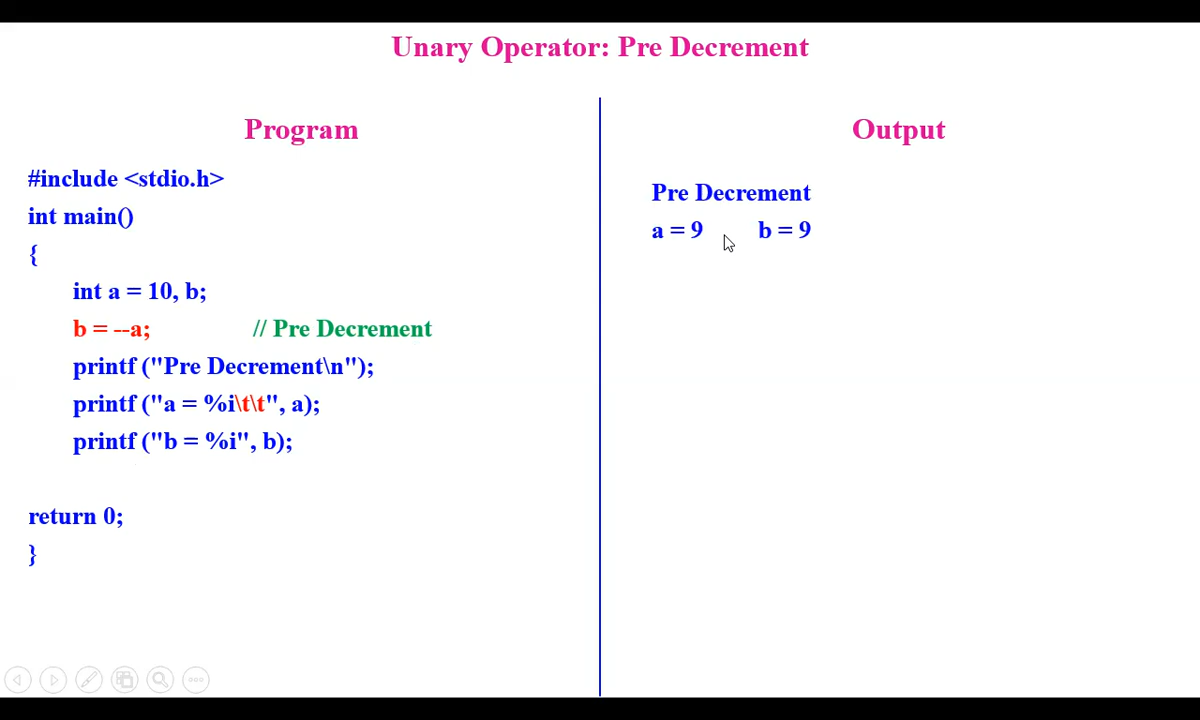 Unary Operator: Pre Decrement
Program
#include <stdio.h>
int main()
{
int a = 10, b;
b = --a; // Pre Decrement
printf ("Pre Decrement\n");
printf ("a = %i\t\t", a);
printf ("b = %i", b);
return 0;
}
Output
Pre Decrement
a = 9 b = 9